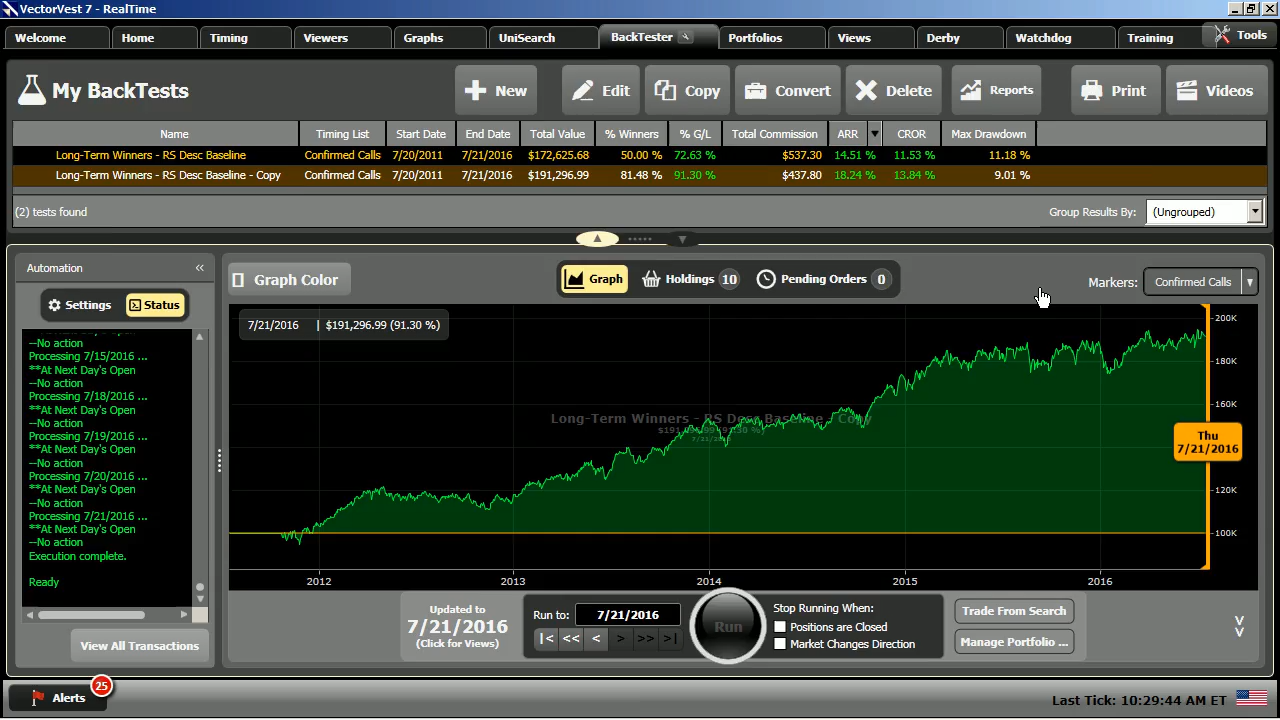 VectorVest 7 - RealTime
Welcome Home Timing Viewers Graphs UniSearch BackTester Portfolios Views Derby Watchdog Training Tools
My BackTests New Edit Copy Convert Delete Reports Print Videos
Name Timing List Start Date End Date Total Value % Winners % G/L Total Commission ARR CROR Max Drawdown
Long-Term Winners - RS Desc Baseline Confirmed Calls 7/20/2011 7/21/2016 $172,625.68 50.00 % 72.63 % $537.30 14.51 % 11.53 % 11.18 %
Long-Term Winners - RS Desc Baseline - Copy Confirmed Calls 7/20/2011 7/21/2016 $191,296.99 81.48 % 91.30 % $437.80 18.24 % 13.84 % 9.01 %
(2) tests found Group Results By: (Ungrouped)
Automation «
Settings Status
--No action
Processing 7/15/2016 ...
**At Next Day's Open
--No action
Processing 7/18/2016 ...
**At Next Day's Open
--No action
Processing 7/19/2016 ...
**At Next Day's Open
--No action
Processing 7/20/2016 ...
**At Next Day's Open
--No action
Processing 7/21/2016 ...
**At Next Day's Open
--No action
Execution complete.
Ready
View All Transactions
Graph Color Graph Holdings 10 Pending Orders 0 Markers: Confirmed Calls
7/21/2016 | $191,296.99 (91.30 %)
Long-Term Winners - RS Desc Baseline - Copy
$191,296.99 (91.30 %)
7/21/2016
200K
180K
160K
Thu
7/21/2016
120K
100K
2012 2013 2014 2015 2016
Updated to
7/21/2016
(Click for Views)
Run to: 7/21/2016
|< << < > >> >|
Run
Stop Running When:
Positions are Closed
Market Changes Direction
Trade From Search
Manage Portfolio ...
Alerts 25
Last Tick: 10:29:44 AM ET